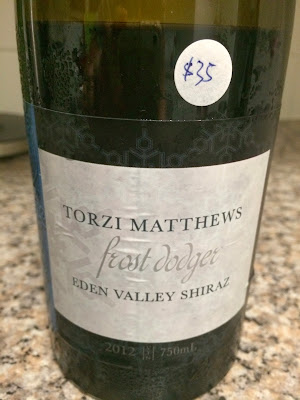 $35
TORZI MATTHEWS
frost dodger
EDEN VALLEY SHIRAZ
2012 750mL